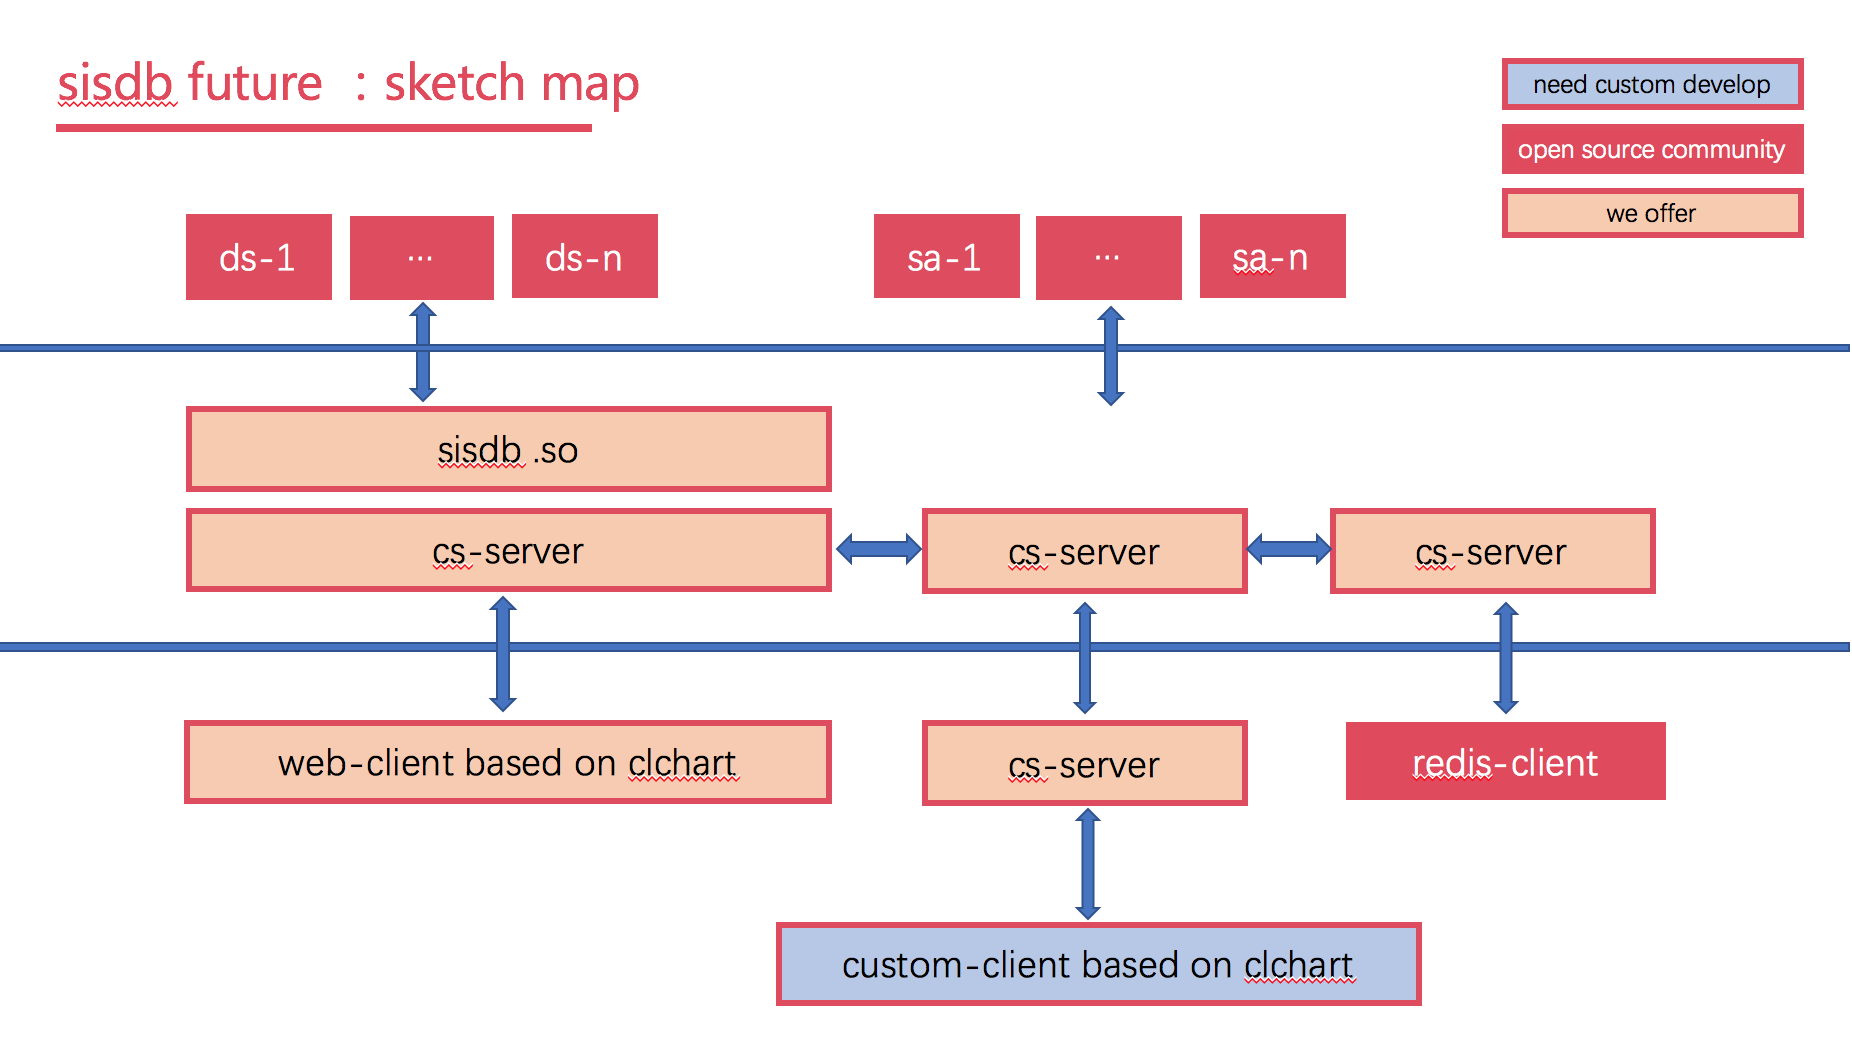 sisdb future : sketch map
need custom develop
open source community
we offer
ds-1
...
ds-n
sa-1
...
sa-n
sisdb .so
cs-server
cs-server
cs-server
web-client based on clchart
cs-server
redis-client
custom-client based on clchart